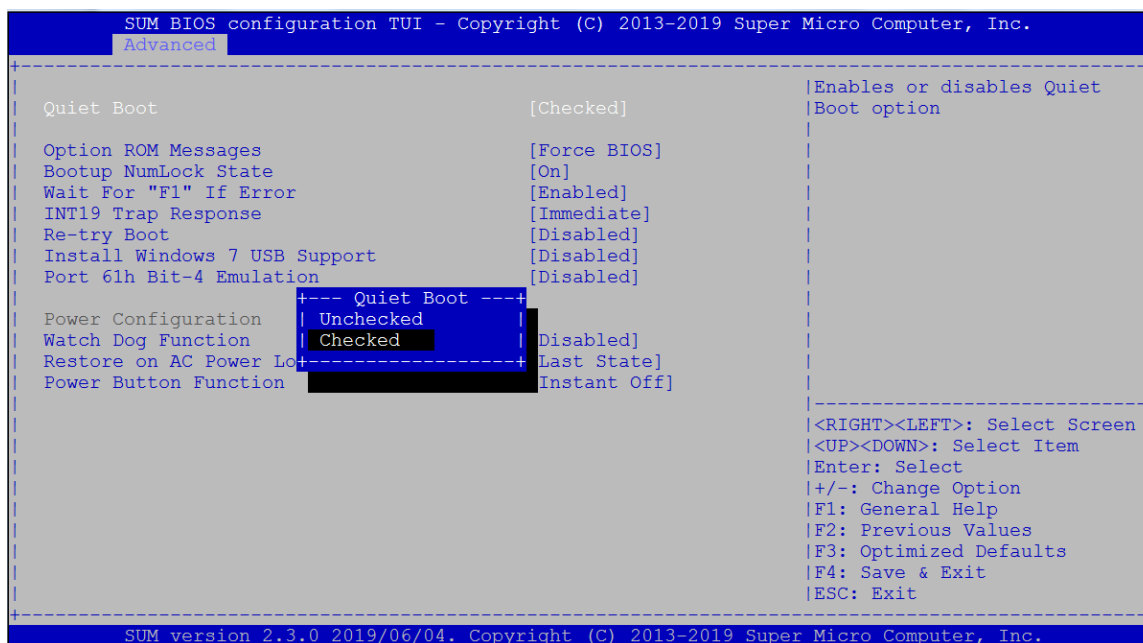 SUM BIOS configuration TUI - Copyright (C) 2013-2019 Super Micro Computer, Inc.
Advanced
Quiet Boot [Checked]
Option ROM Messages [Force BIOS]
Bootup NumLock State [On]
Wait For "F1" If Error [Enabled]
INT19 Trap Response [Immediate]
Re-try Boot [Disabled]
Install Windows 7 USB Support [Disabled]
Port 61h Bit-4 Emulation [Disabled]
Power Configuration
Watch Dog Function Disabled]
Restore on AC Power Lo Last State]
Power Button Function Instant Off]
+--- Quiet Boot ---+
Unchecked
Checked
Enables or disables Quiet
Boot option
<RIGHT><LEFT>: Select Screen
<UP><DOWN>: Select Item
Enter: Select
+/-: Change Option
F1: General Help
F2: Previous Values
F3: Optimized Defaults
F4: Save & Exit
ESC: Exit
SUM version 2.3.0 2019/06/04. Copyright (C) 2013-2019 Super Micro Computer, Inc.